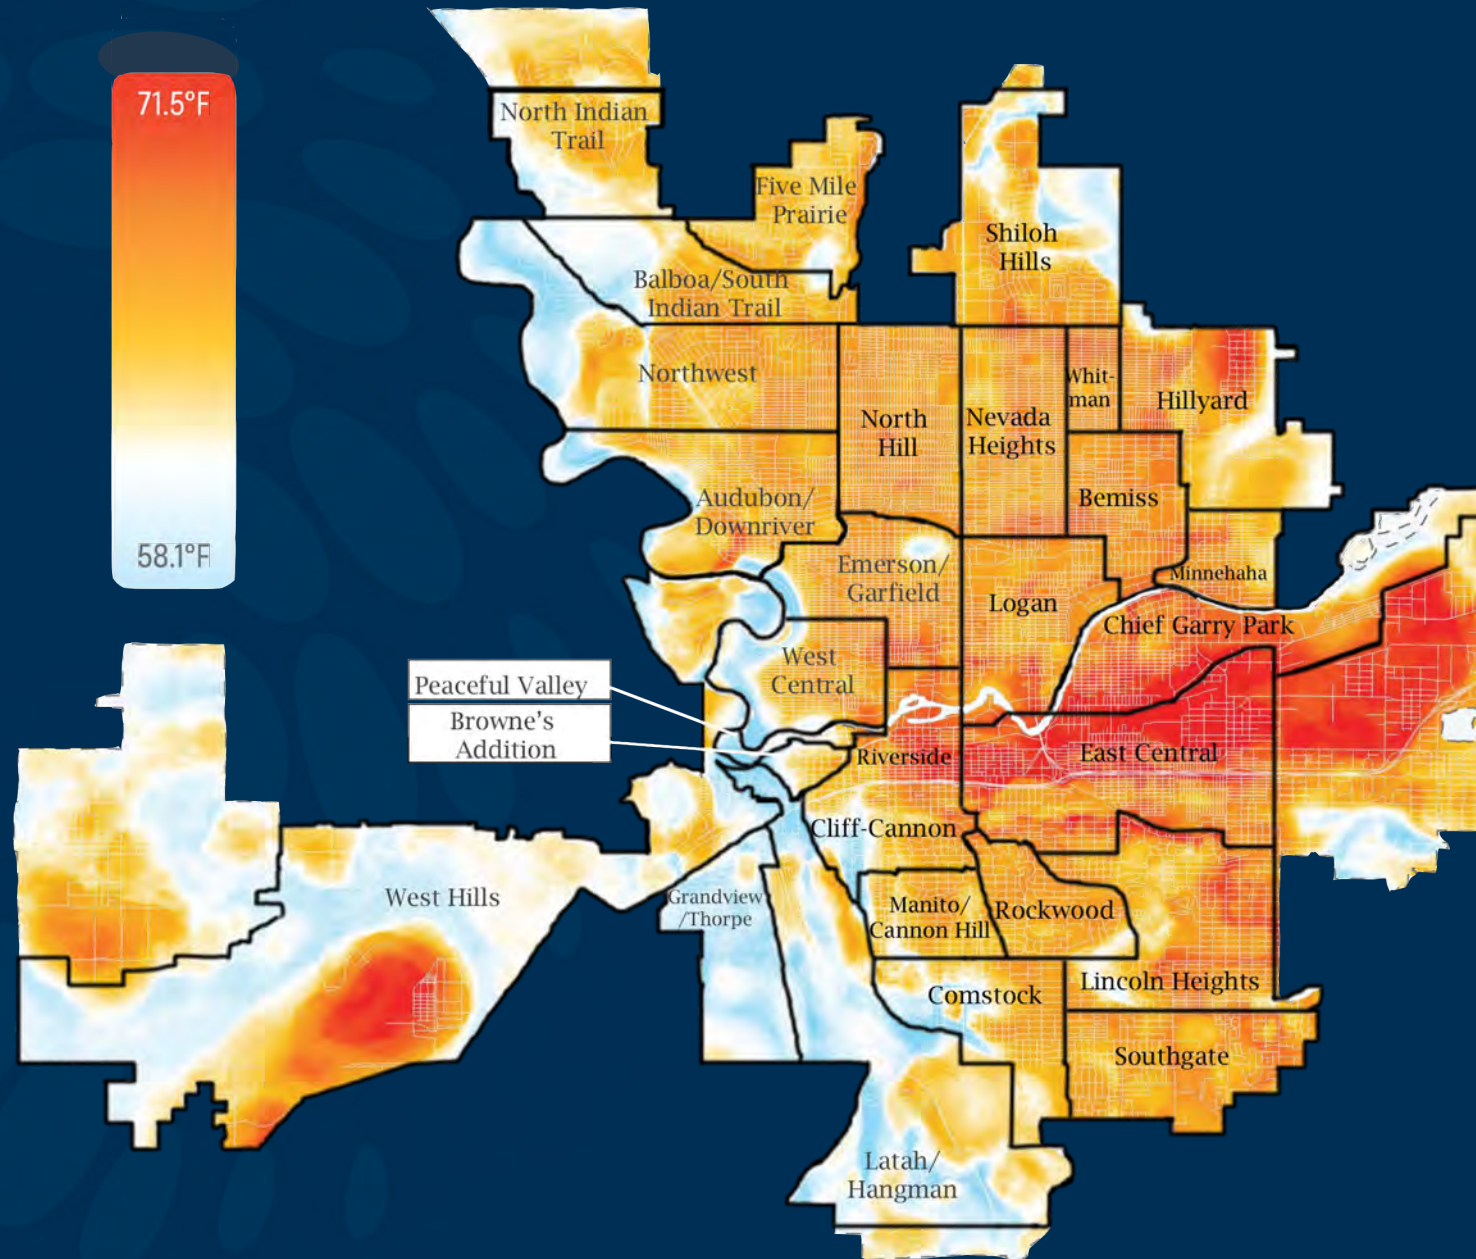 71.5°F
58.1°F
North Indian
Trail
Five Mile
Prairie
Shiloh
Hills
Balboa/South
Indian Trail
Northwest
North
Hill
Nevada
Heights
Whit-
man
Hillyard
Audubon/
Downriver
Bemiss
Emerson/
Garfield
Logan
Minnehaha
Chief Garry Park
West
Central
Peaceful Valley
Browne's
Addition
Riverside
East Central
Cliff-Cannon
West Hills
Grandview
/Thorpe
Manito/
Cannon Hill
Rockwood
Comstock
Lincoln Heights
Southgate
Latah/
Hangman